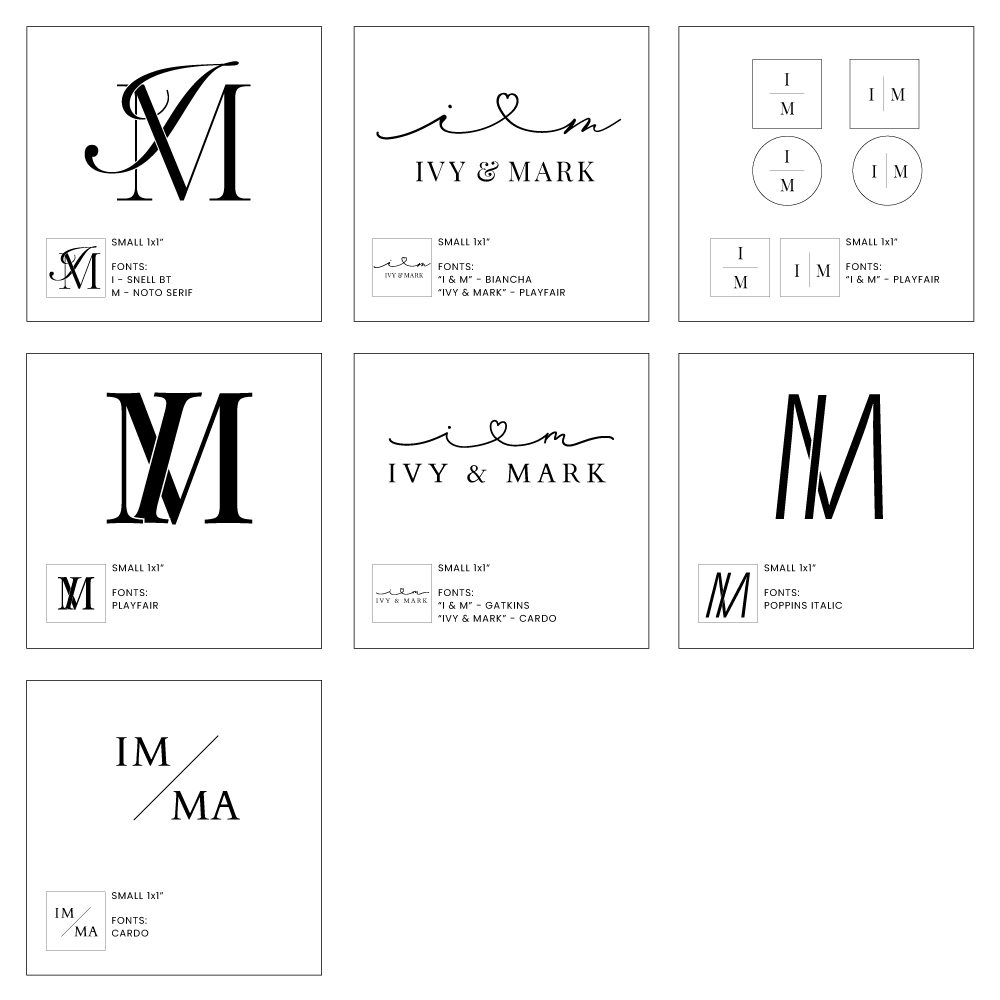 IM
i m
IVY & MARK
I
M
I | M
I
M
I | M
IM
SMALL 1x1”
FONTS:
I - SNELL BT
M - NOTO SERIF
i m
IVY & MARK
SMALL 1x1”
FONTS:
“I & M” - BIANCHA
“IVY & MARK” - PLAYFAIR
I
M
I | M
SMALL 1x1”
FONTS:
“I & M” - PLAYFAIR
IM
i m
IVY & MARK
IM
IM
SMALL 1x1”
FONTS:
PLAYFAIR
i m
IVY & MARK
SMALL 1x1”
FONTS:
“I & M” - GATKINS
“IVY & MARK” - CARDO
IM
SMALL 1x1”
FONTS:
POPPINS ITALIC
IM
MA
IM
MA
SMALL 1x1”
FONTS:
CARDO